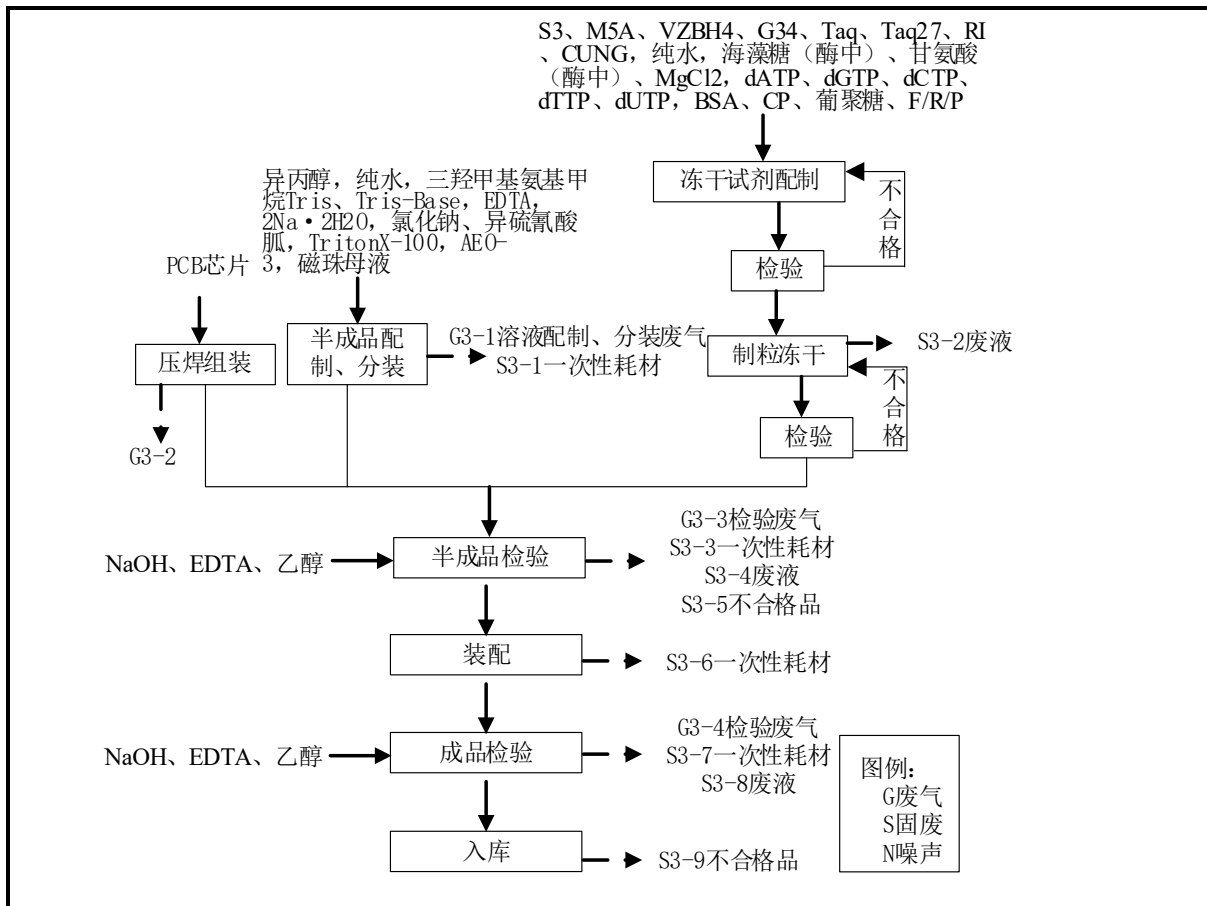 S3、M5A、VZBH4、G34、Taq、Taq27、RI
、CUNG，纯水，海藻糖（酶中）、甘氨酸
（酶中）、MgCl2，dATP、dGTP、dCTP、
dTTP、dUTP，BSA、CP、葡聚糖、F/R/P
冻干试剂配制
不合格
检验
异丙醇，纯水，三羟甲基氨基甲
烷Tris、Tris-Base，EDTA，
2Na•2H2O，氯化钠、异硫氰酸
胍，TritonX-100，AEO-
3，磁珠母液
PCB芯片
压焊组装
半成品配
制、分装
G3-1溶液配制、分装废气
S3-1一次性耗材
制粒冻干
S3-2废液
不合格
检验
G3-2
NaOH、EDTA、乙醇
半成品检验
G3-3检验废气
S3-3一次性耗材
S3-4废液
S3-5不合格品
装配
S3-6一次性耗材
NaOH、EDTA、乙醇
成品检验
G3-4检验废气
S3-7一次性耗材
S3-8废液
入库
S3-9不合格品
图例：
G废气
S固废
N噪声